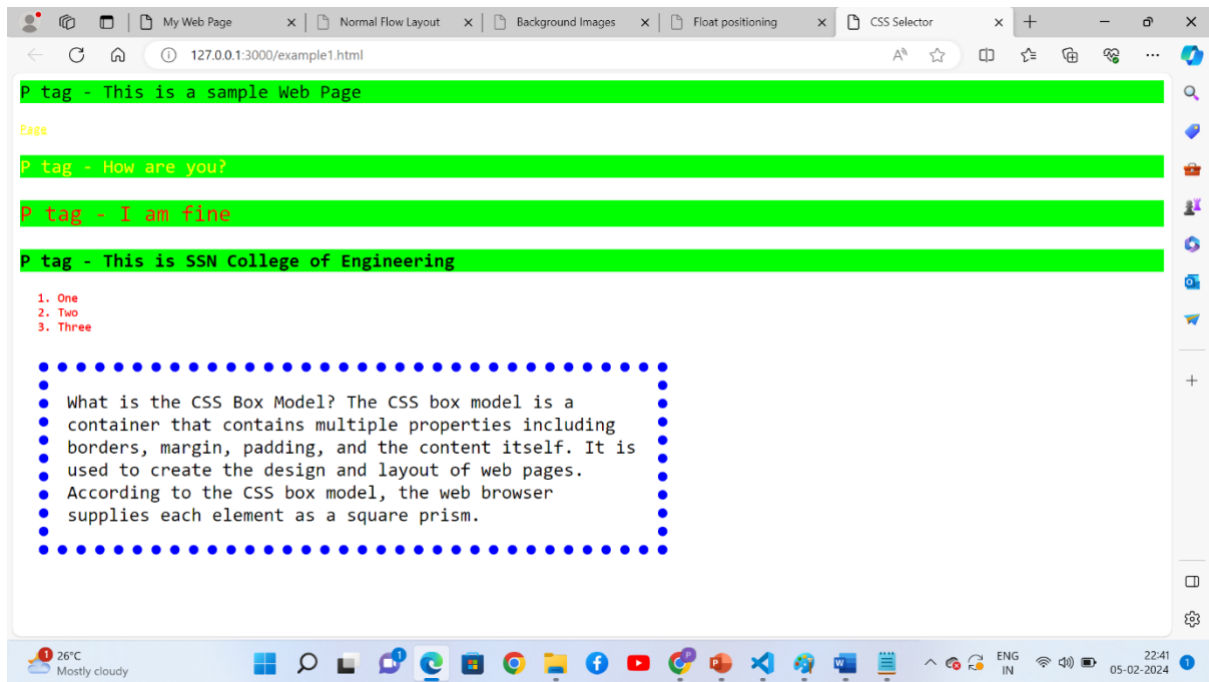 My Web Page
Normal Flow Layout
Background Images
Float positioning
CSS Selector
127.0.0.1:3000/example1.html
P tag - This is a sample Web Page
Page
P tag - How are you?
P tag - I am fine
P tag - This is SSN College of Engineering
1. One
2. Two
3. Three
What is the CSS Box Model? The CSS box model is a
container that contains multiple properties including
borders, margin, padding, and the content itself. It is
used to create the design and layout of web pages.
According to the CSS box model, the web browser
supplies each element as a square prism.
1
26°C
Mostly cloudy
1
ENG
IN
22:41
05-02-2024
1